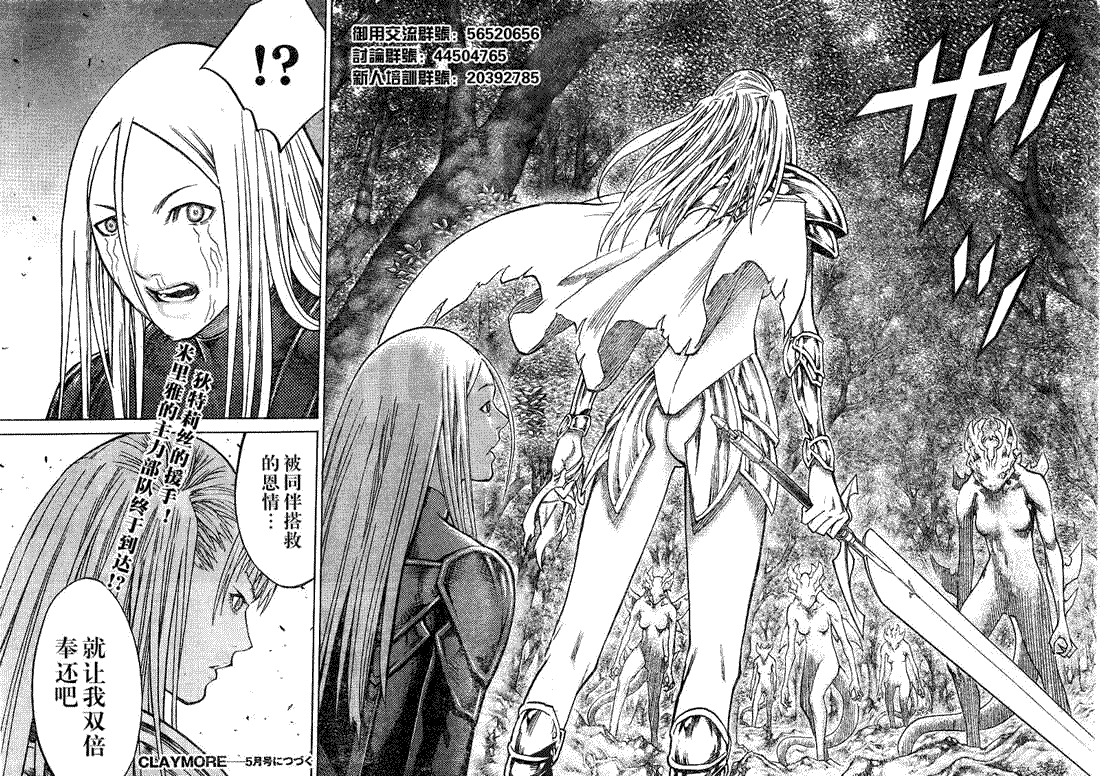 御用交流群號: 56520656
討論群號: 44504765
新人培訓群號: 20392785
ザッ
!?
狄特莉丝的援手!
米里雅的主力部队终于到达!?
被同伴搭救
的恩情…
就让我双倍
奉还吧
CLAYMORE——5月号につづく